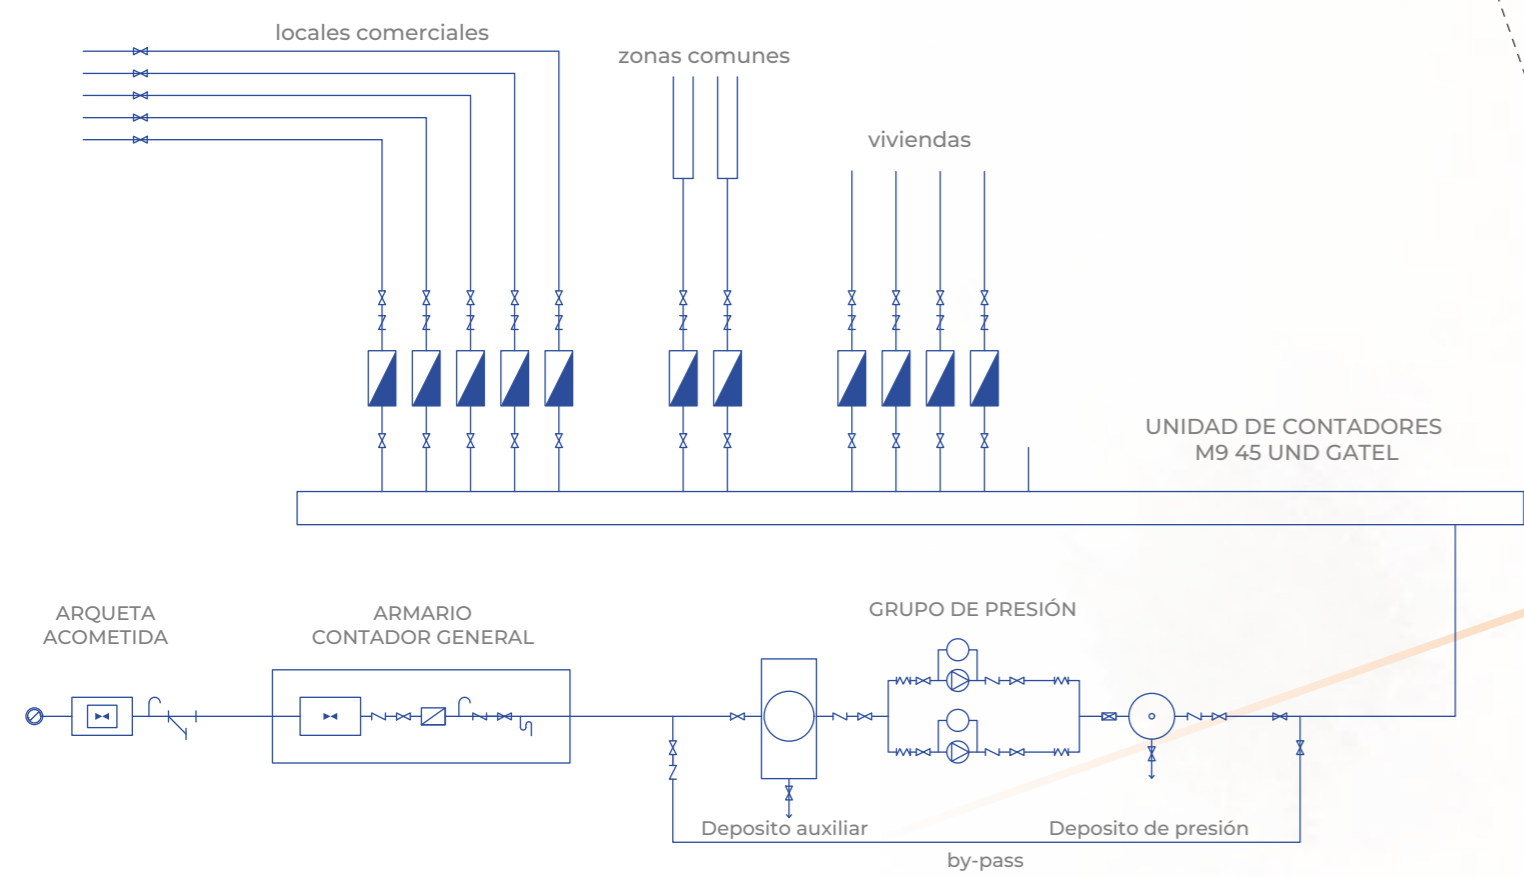 locales comerciales
zonas comunes
viviendas
UNIDAD DE CONTADORES
M9 45 UND GATEL
ARQUETA
ACOMETIDA
ARMARIO
CONTADOR GENERAL
GRUPO DE PRESIÓN
Deposito auxiliar
Deposito de presión
by-pass